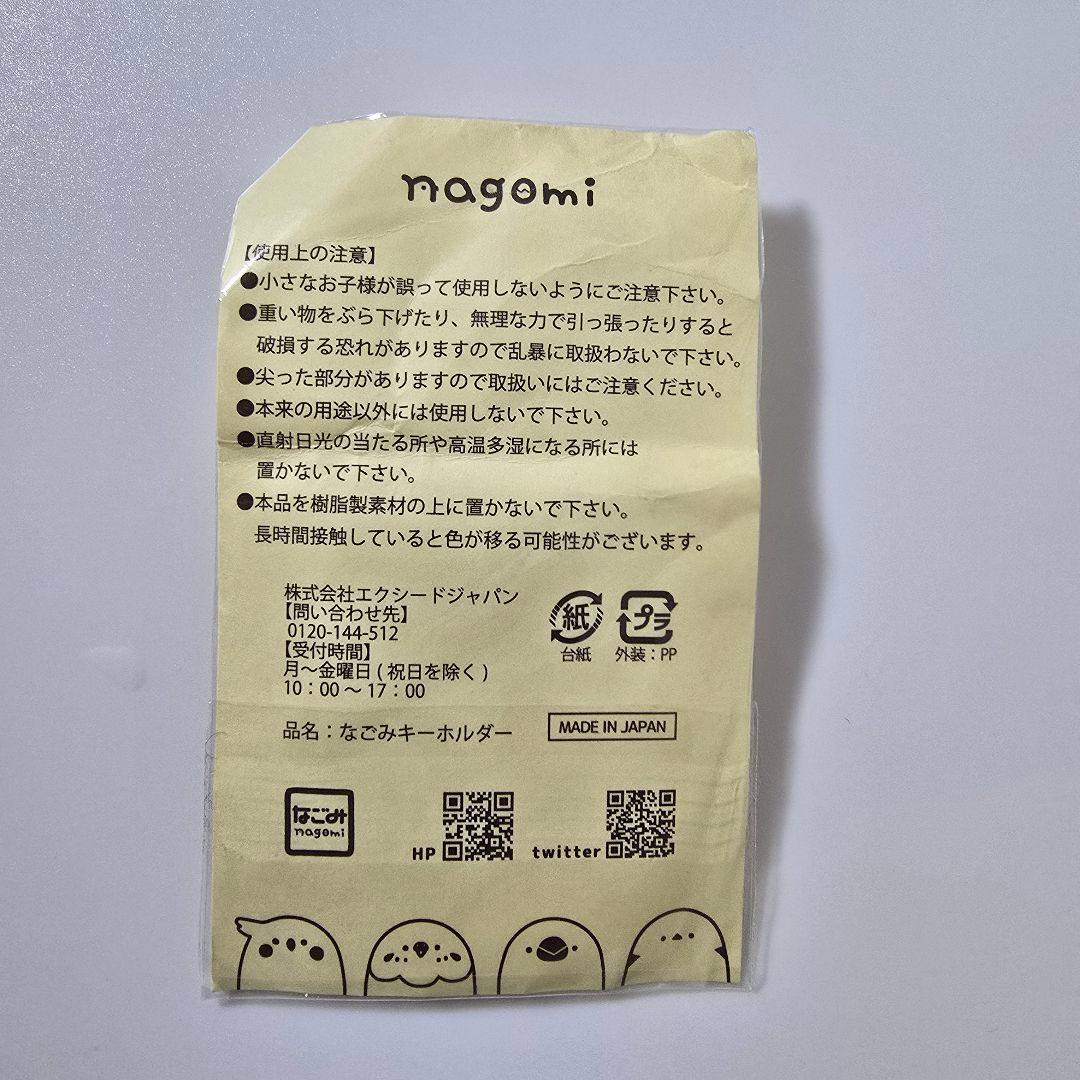 nagomi
【使用上の注意】
●小さなお子様が誤って使用しないようにご注意下さい。
●重い物をぶら下げたり、無理な力で引っ張ったりすると
破損する恐れがありますので乱暴に取扱わないで下さい。
●尖った部分がありますので取扱いにはご注意ください。
●本来の用途以外には使用しないで下さい。
●直射日光の当たる所や高温多湿になる所には
置かないで下さい。
●本品を樹脂製素材の上に置かないで下さい。
長時間接触していると色が移る可能性がございます。
株式会社エクシードジャパン
【問い合わせ先】
0120-144-512
【受付時間】
月～金曜日(祝日を除く)
10：00～17：00
紙 プラ
台紙 外装：PP
品名：なごみキーホルダー
MADE IN JAPAN
なごみ
nagomi
HP twitter